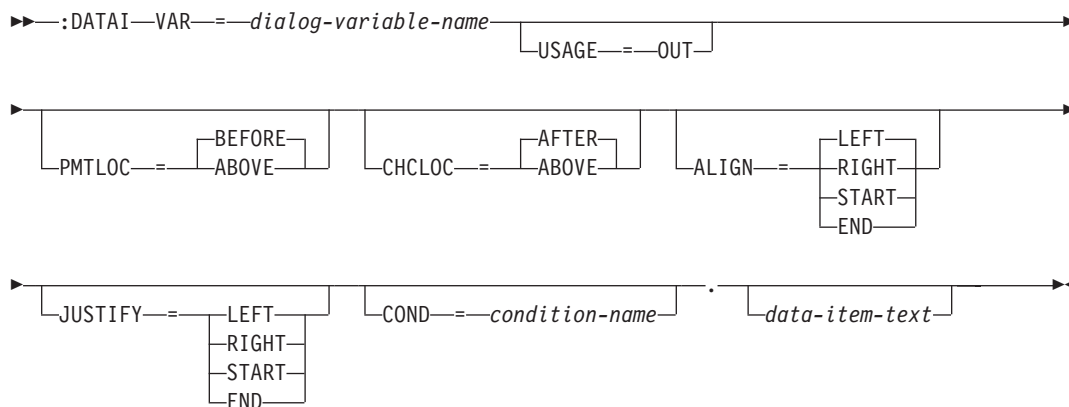 :DATAI VAR = dialog-variable-name
USAGE = OUT
PMTLOC = BEFORE
ABOVE
CHCLOC = AFTER
ABOVE
ALIGN = LEFT
RIGHT
START
END
JUSTIFY = LEFT
RIGHT
START
END
COND = condition-name .
data-item-text